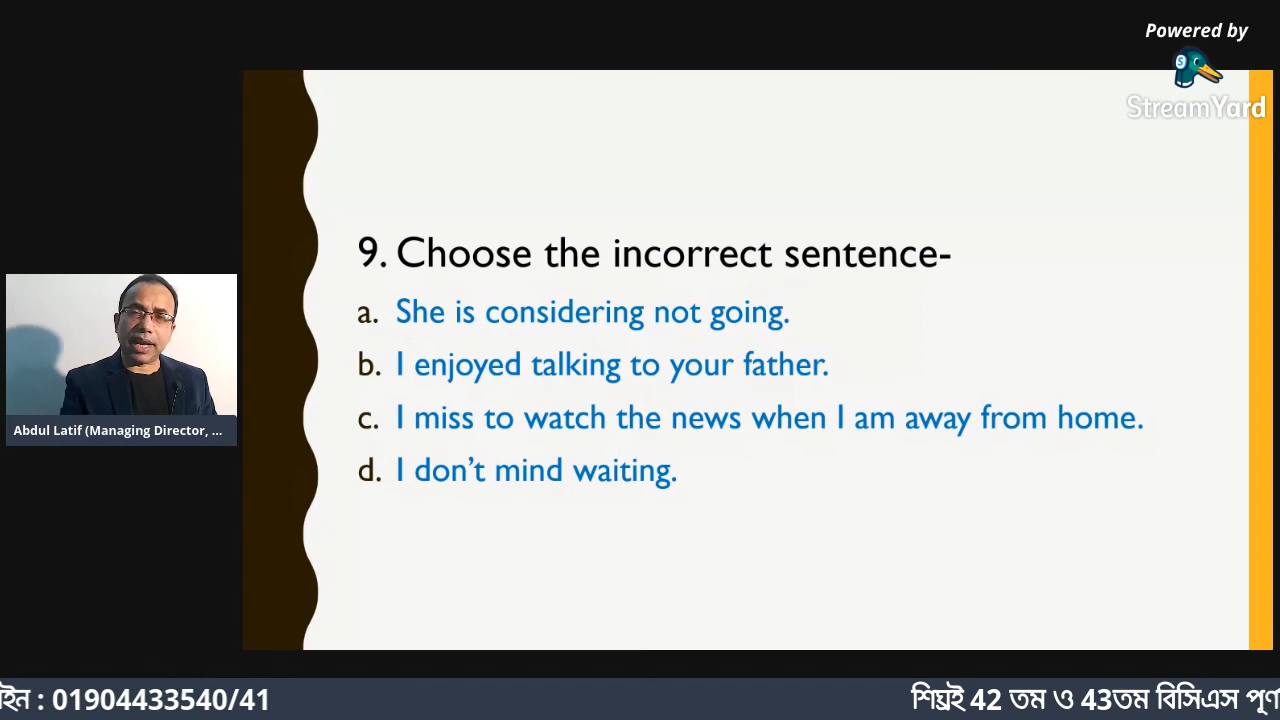 Powered by
StreamYard
9. Choose the incorrect sentence-
a. She is considering not going.
b. I enjoyed talking to your father.
c. I miss to watch the news when I am away from home.
d. I don't mind waiting.
Abdul Latif (Managing Director, ...
: 01904433540/41
শিঘ্রই 42 তম ও 43তম বিসিএস